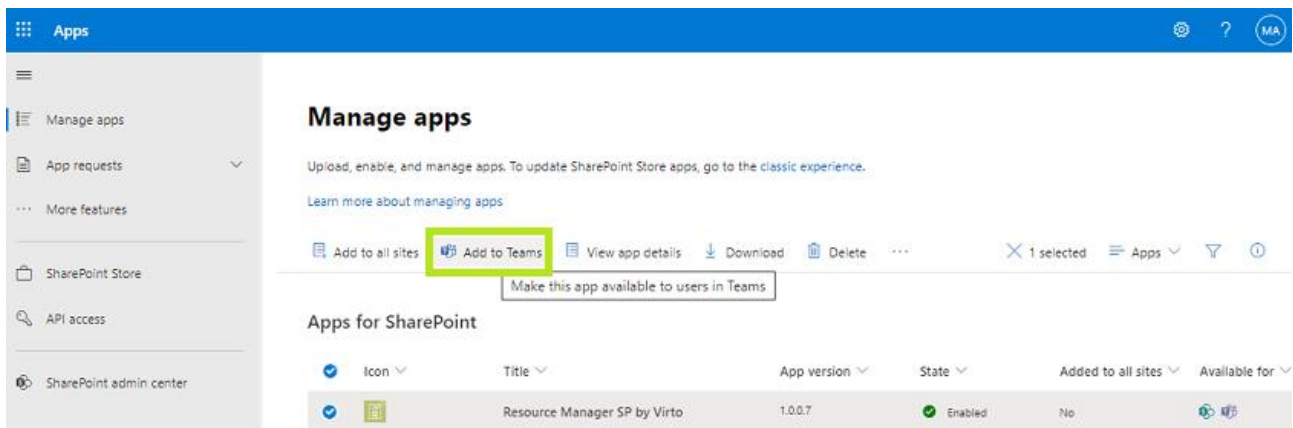 Apps
?
MA
Manage apps
App requests
More features
SharePoint Store
API access
SharePoint admin center
Manage apps
Upload, enable, and manage apps. To update SharePoint Store apps, go to the classic experience.
Learn more about managing apps
Add to all sites Add to Teams View app details Download Delete ... 1 selected Apps
Make this app available to users in Teams
Apps for SharePoint
Icon Title App version State Added to all sites Available for
Resource Manager SP by Virto 1.0.0.7 Enabled No